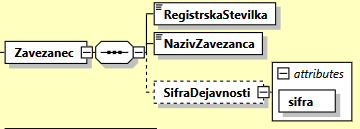 RegistrskaStevilka
Zavezanec
NazivZavezanca
SifraDejavnosti
attributes
sifra